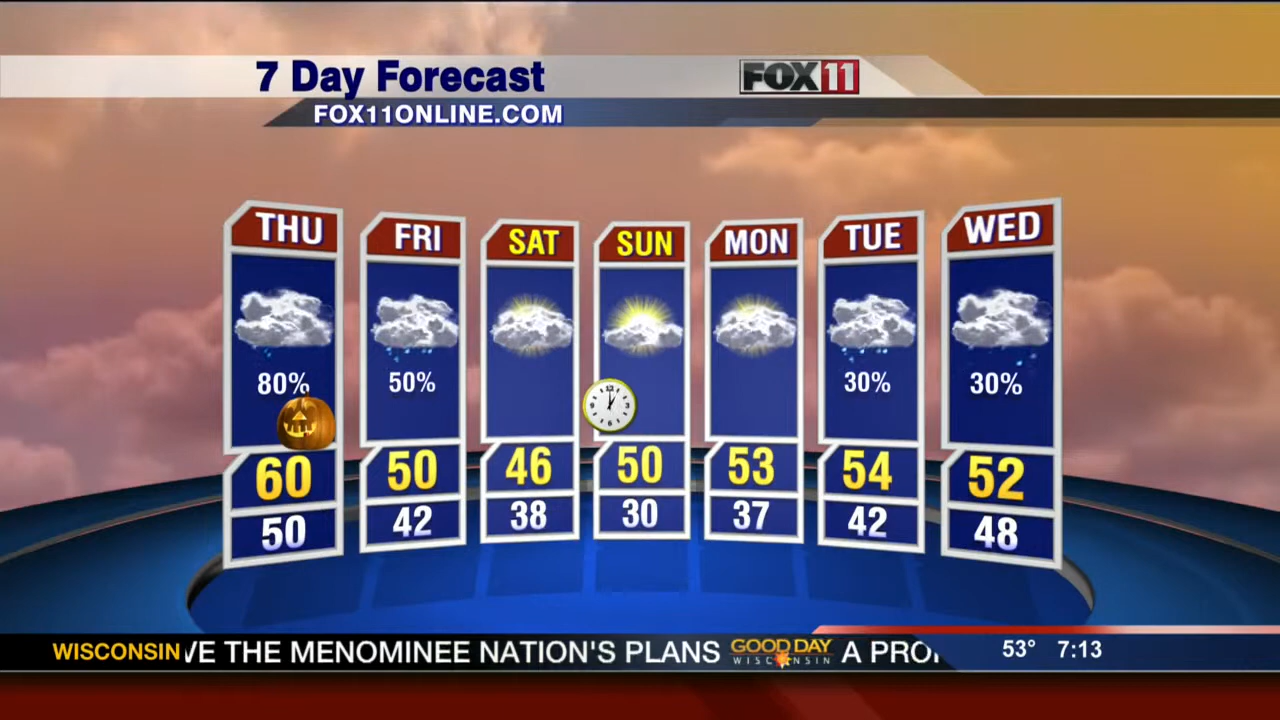 7 Day Forecast
FOX 11
FOX11ONLINE.COM
THU FRI SAT SUN MON TUE WED
80% 50% 30% 30%
60 50 46 50 53 54 52
50 42 38 30 37 42 48
WISCONSIN VE THE MENOMINEE NATION'S PLANS GOOD DAY WISCONSIN A PRO 53° 7:13